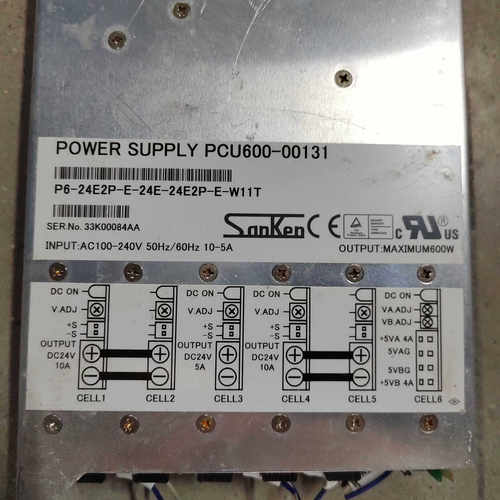 POWER SUPPLY PCU600-00131
P6-24E2P-E-24E-24E2P-E-W11T
SER.No. 33K00084AA
SanKen CE c UL US
INPUT:AC100-240V 50Hz/60Hz 10-5A
OUTPUT:MAXIMUM600W
DC ON
V.ADJ
+S
-S
OUTPUT
DC24V
10A
CELL1
CELL2
DC ON
V.ADJ
+S
-S
OUTPUT
DC24V
5A
CELL3
DC ON
V.ADJ
+S
-S
OUTPUT
DC24V
10A
CELL4
CELL5
DC ON
VA.ADJ
VB.ADJ
+5VA 4A
5VAG
5VBG
+5VB 4A
CELL6